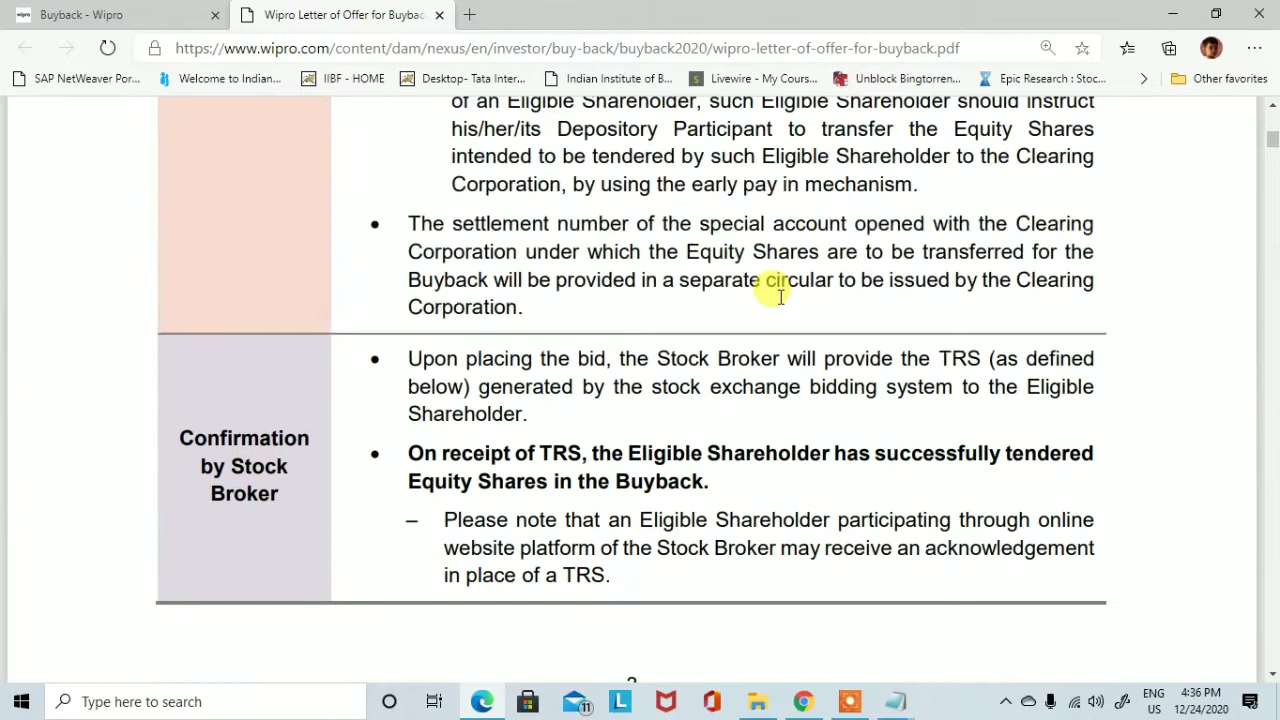 wipro
Buyback - Wipro
Wipro Letter of Offer for Buyba
https://www.wipro.com/content/dam/nexus/en/investor/buy-back/buyback2020/wipro-letter-of-offer-for-buyback.pdf
SAP NetWeaver Por...
Welcome to Indian...
IIBF - HOME
Desktop- Tata Inter...
Indian Institute of B...
Livewire - My Cours...
Unblock Bingtorren...
Epic Research : Stoc...
Other favorites
of an Eligible Shareholder, such Eligible Shareholder should instruct
his/her/its Depository Participant to transfer the Equity Shares
intended to be tendered by such Eligible Shareholder to the Clearing
Corporation, by using the early pay in mechanism.
• The settlement number of the special account opened with the Clearing
Corporation under which the Equity Shares are to be transferred for the
Buyback will be provided in a separate circular to be issued by the Clearing
Corporation.
Confirmation
by Stock
Broker
• Upon placing the bid, the Stock Broker will provide the TRS (as defined
below) generated by the stock exchange bidding system to the Eligible
Shareholder.
• On receipt of TRS, the Eligible Shareholder has successfully tendered
Equity Shares in the Buyback.
– Please note that an Eligible Shareholder participating through online
website platform of the Stock Broker may receive an acknowledgement
in place of a TRS.
Type here to search
L
11
ENG
US
4:36 PM
12/24/2020